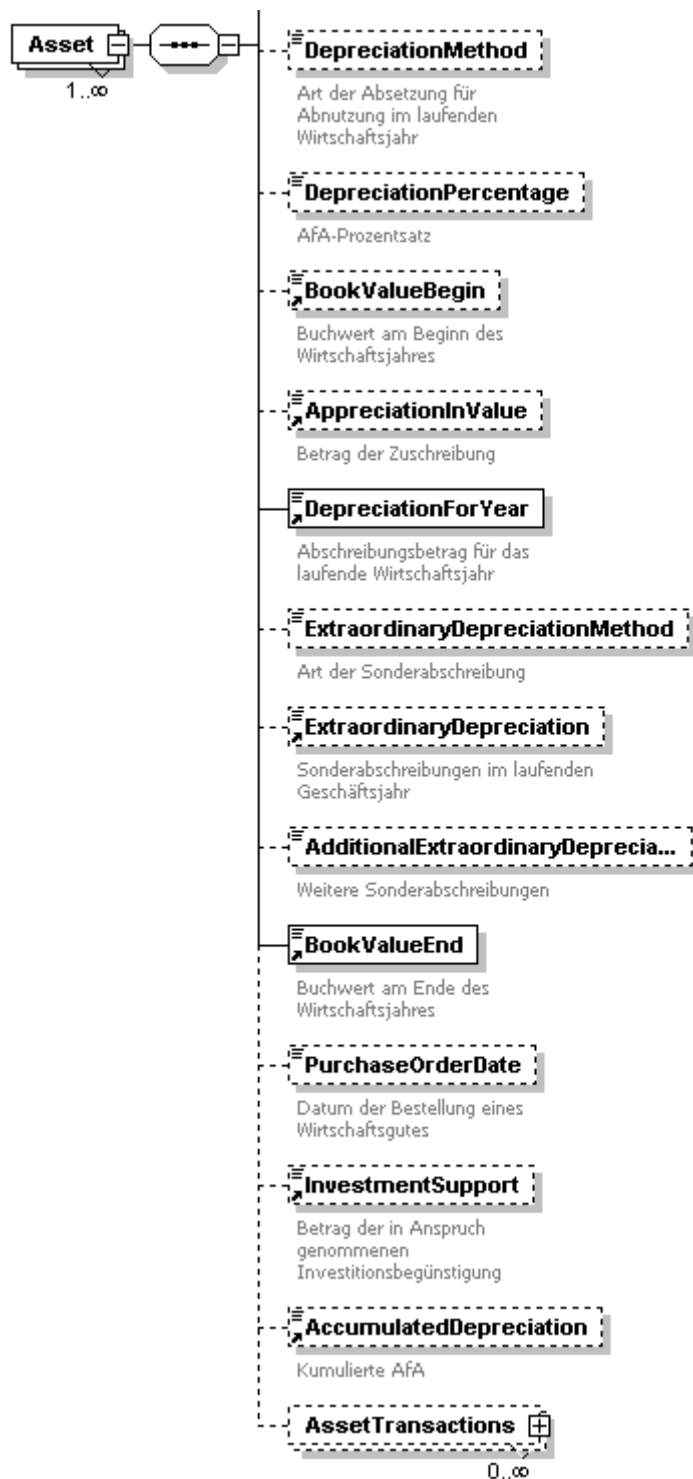 Asset
1..∞
DepreciationMethod
Art der Absetzung für
Abnutzung im laufenden
Wirtschaftsjahr
DepreciationPercentage
AfA-Prozentsatz
BookValueBegin
Buchwert am Beginn des
Wirtschaftsjahres
AppreciationInValue
Betrag der Zuschreibung
DepreciationForYear
Abschreibungsbetrag für das
laufende Wirtschaftsjahr
ExtraordinaryDepreciationMethod
Art der Sonderabschreibung
ExtraordinaryDepreciation
Sonderabschreibungen im laufenden
Geschäftsjahr
AdditionalExtraordinaryDeprecia...
Weitere Sonderabschreibungen
BookValueEnd
Buchwert am Ende des
Wirtschaftsjahres
PurchaseOrderDate
Datum der Bestellung eines
Wirtschaftsgutes
InvestmentSupport
Betrag der in Anspruch
genommenen
Investitionsbegünstigung
AccumulatedDepreciation
Kumulierte AfA
AssetTransactions
0..∞